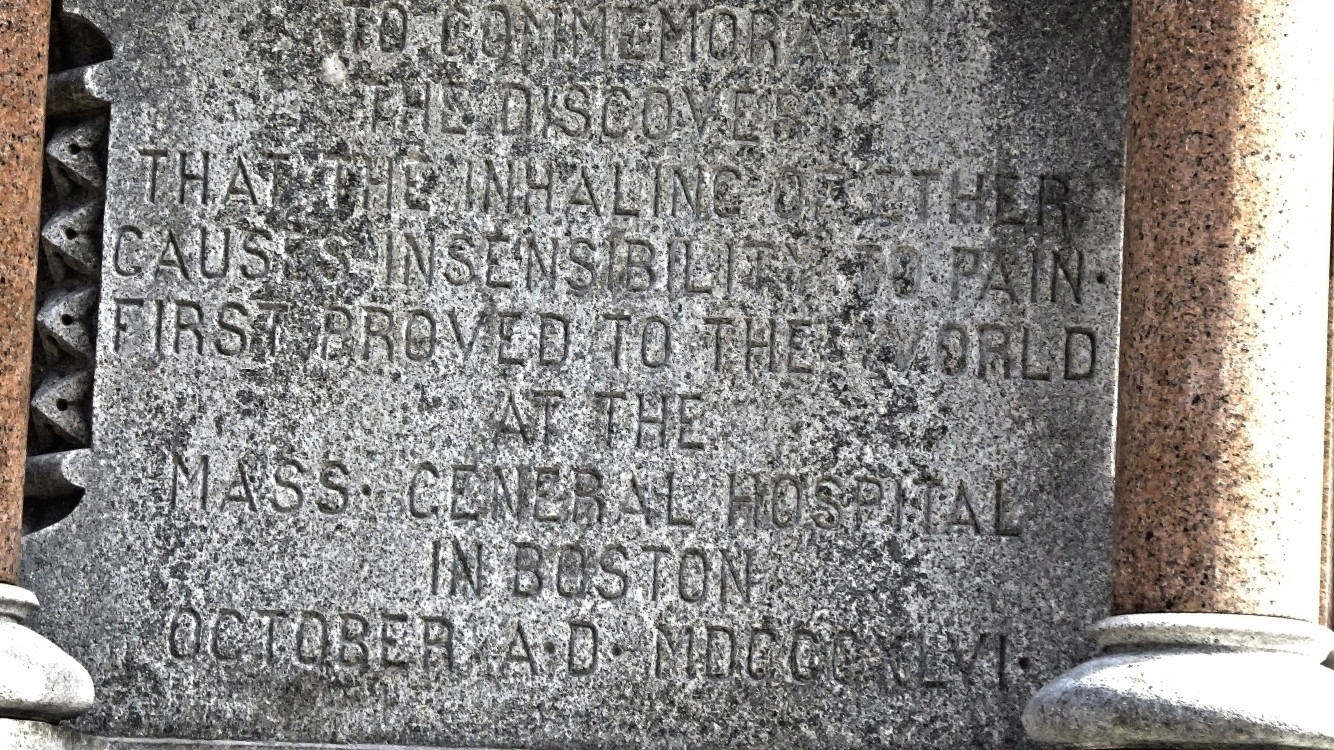 TO COMMEMORATE
THE DISCOVERY
THAT THE INHALING OF ETHER
CAUSES INSENSIBILITY TO PAIN·
FIRST PROVED TO THE WORLD
AT THE
MASS· GENERAL HOSPITAL
IN BOSTON
OCTOBER A·D· MDCCCXLVI·